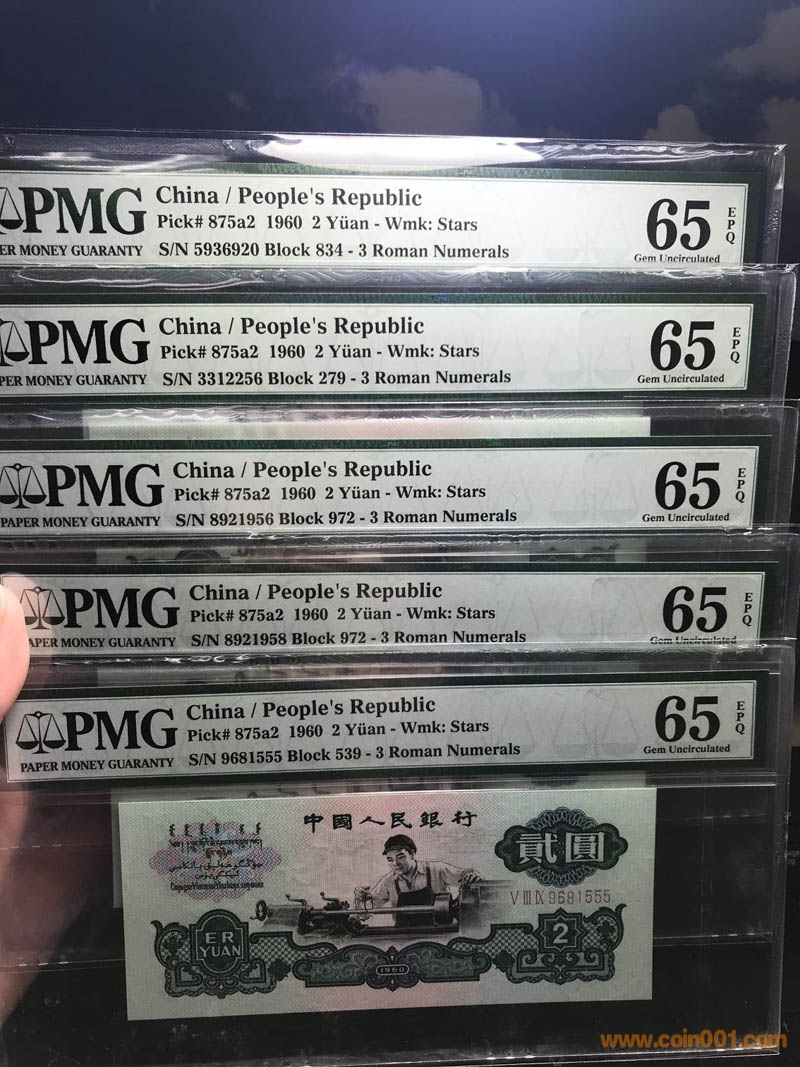 PMG
China / People's Republic
Pick# 875a2 1960 2 Yüan - Wmk: Stars
S/N 5936920 Block 834 - 3 Roman Numerals
ER MONEY GUARANTY
65
EPQ
Gem Uncirculated
PMG
China / People's Republic
Pick# 875a2 1960 2 Yüan - Wmk: Stars
S/N 3312256 Block 279 - 3 Roman Numerals
PER MONEY GUARANTY
65
EPQ
Gem Uncirculated
PMG
China / People's Republic
Pick# 875a2 1960 2 Yüan - Wmk: Stars
S/N 8921956 Block 972 - 3 Roman Numerals
PAPER MONEY GUARANTY
65
EPQ
Gem Uncirculated
PMG
China / People's Republic
Pick# 875a2 1960 2 Yüan - Wmk: Stars
S/N 8921958 Block 972 - 3 Roman Numerals
APER MONEY GUARANTY
65
EPQ
Gem Uncirculated
PMG
China / People's Republic
Pick# 875a2 1960 2 Yüan - Wmk: Stars
S/N 9681555 Block 539 - 3 Roman Numerals
PAPER MONEY GUARANTY
65
EPQ
Gem Uncirculated
中國人民銀行
貳圓
V III IX 9681555
ER
YUAN
2
1960
www.coin001.com